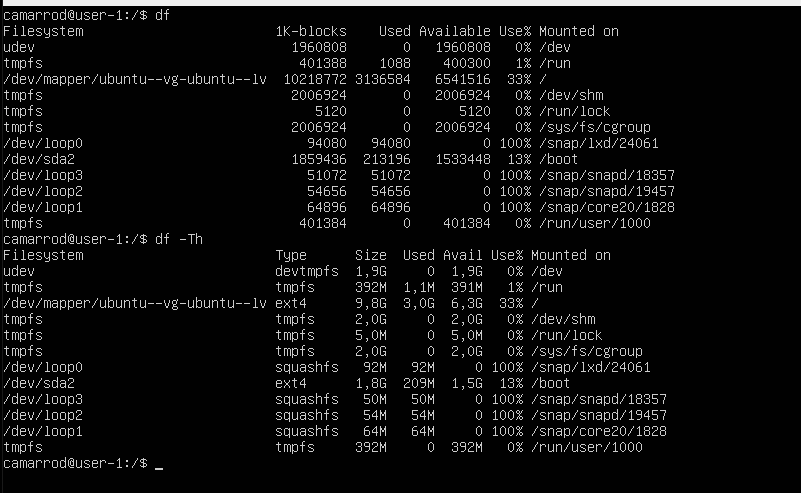 camarrod@user-1:/$ df
Filesystem                        1K-blocks    Used Available Use% Mounted on
udev                                1960808       0   1960808   0% /dev
tmpfs                                401388    1088    400300   1% /run
/dev/mapper/ubuntu--vg-ubuntu--lv  10218772 3136584   6541516  33% /
tmpfs                               2006924       0   2006924   0% /dev/shm
tmpfs                                  5120       0      5120   0% /run/lock
tmpfs                               2006924       0   2006924   0% /sys/fs/cgroup
/dev/loop0                            94080   94080         0 100% /snap/lxd/24061
/dev/sda2                           1859436  213196   1533448  13% /boot
/dev/loop3                            51072   51072         0 100% /snap/snapd/18357
/dev/loop2                            54656   54656         0 100% /snap/snapd/19457
/dev/loop1                            64896   64896         0 100% /snap/core20/1828
tmpfs                                401384       0    401384   0% /run/user/1000
camarrod@user-1:/$ df -Th
Filesystem                        Type      Size  Used Avail Use% Mounted on
udev                              devtmpfs  1,9G     0  1,9G   0% /dev
tmpfs                             tmpfs     392M  1,1M  391M   1% /run
/dev/mapper/ubuntu--vg-ubuntu--lv ext4      9,8G  3,0G  6,3G  33% /
tmpfs                             tmpfs     2,0G     0  2,0G   0% /dev/shm
tmpfs                             tmpfs     5,0M     0  5,0M   0% /run/lock
tmpfs                             tmpfs     2,0G     0  2,0G   0% /sys/fs/cgroup
/dev/loop0                        squashfs   92M   92M     0 100% /snap/lxd/24061
/dev/sda2                         ext4      1,8G  209M  1,5G  13% /boot
/dev/loop3                        squashfs   50M   50M     0 100% /snap/snapd/18357
/dev/loop2                        squashfs   54M   54M     0 100% /snap/snapd/19457
/dev/loop1                        squashfs   64M   64M     0 100% /snap/core20/1828
tmpfs                             tmpfs     392M     0  392M   0% /run/user/1000
camarrod@user-1:/$ _